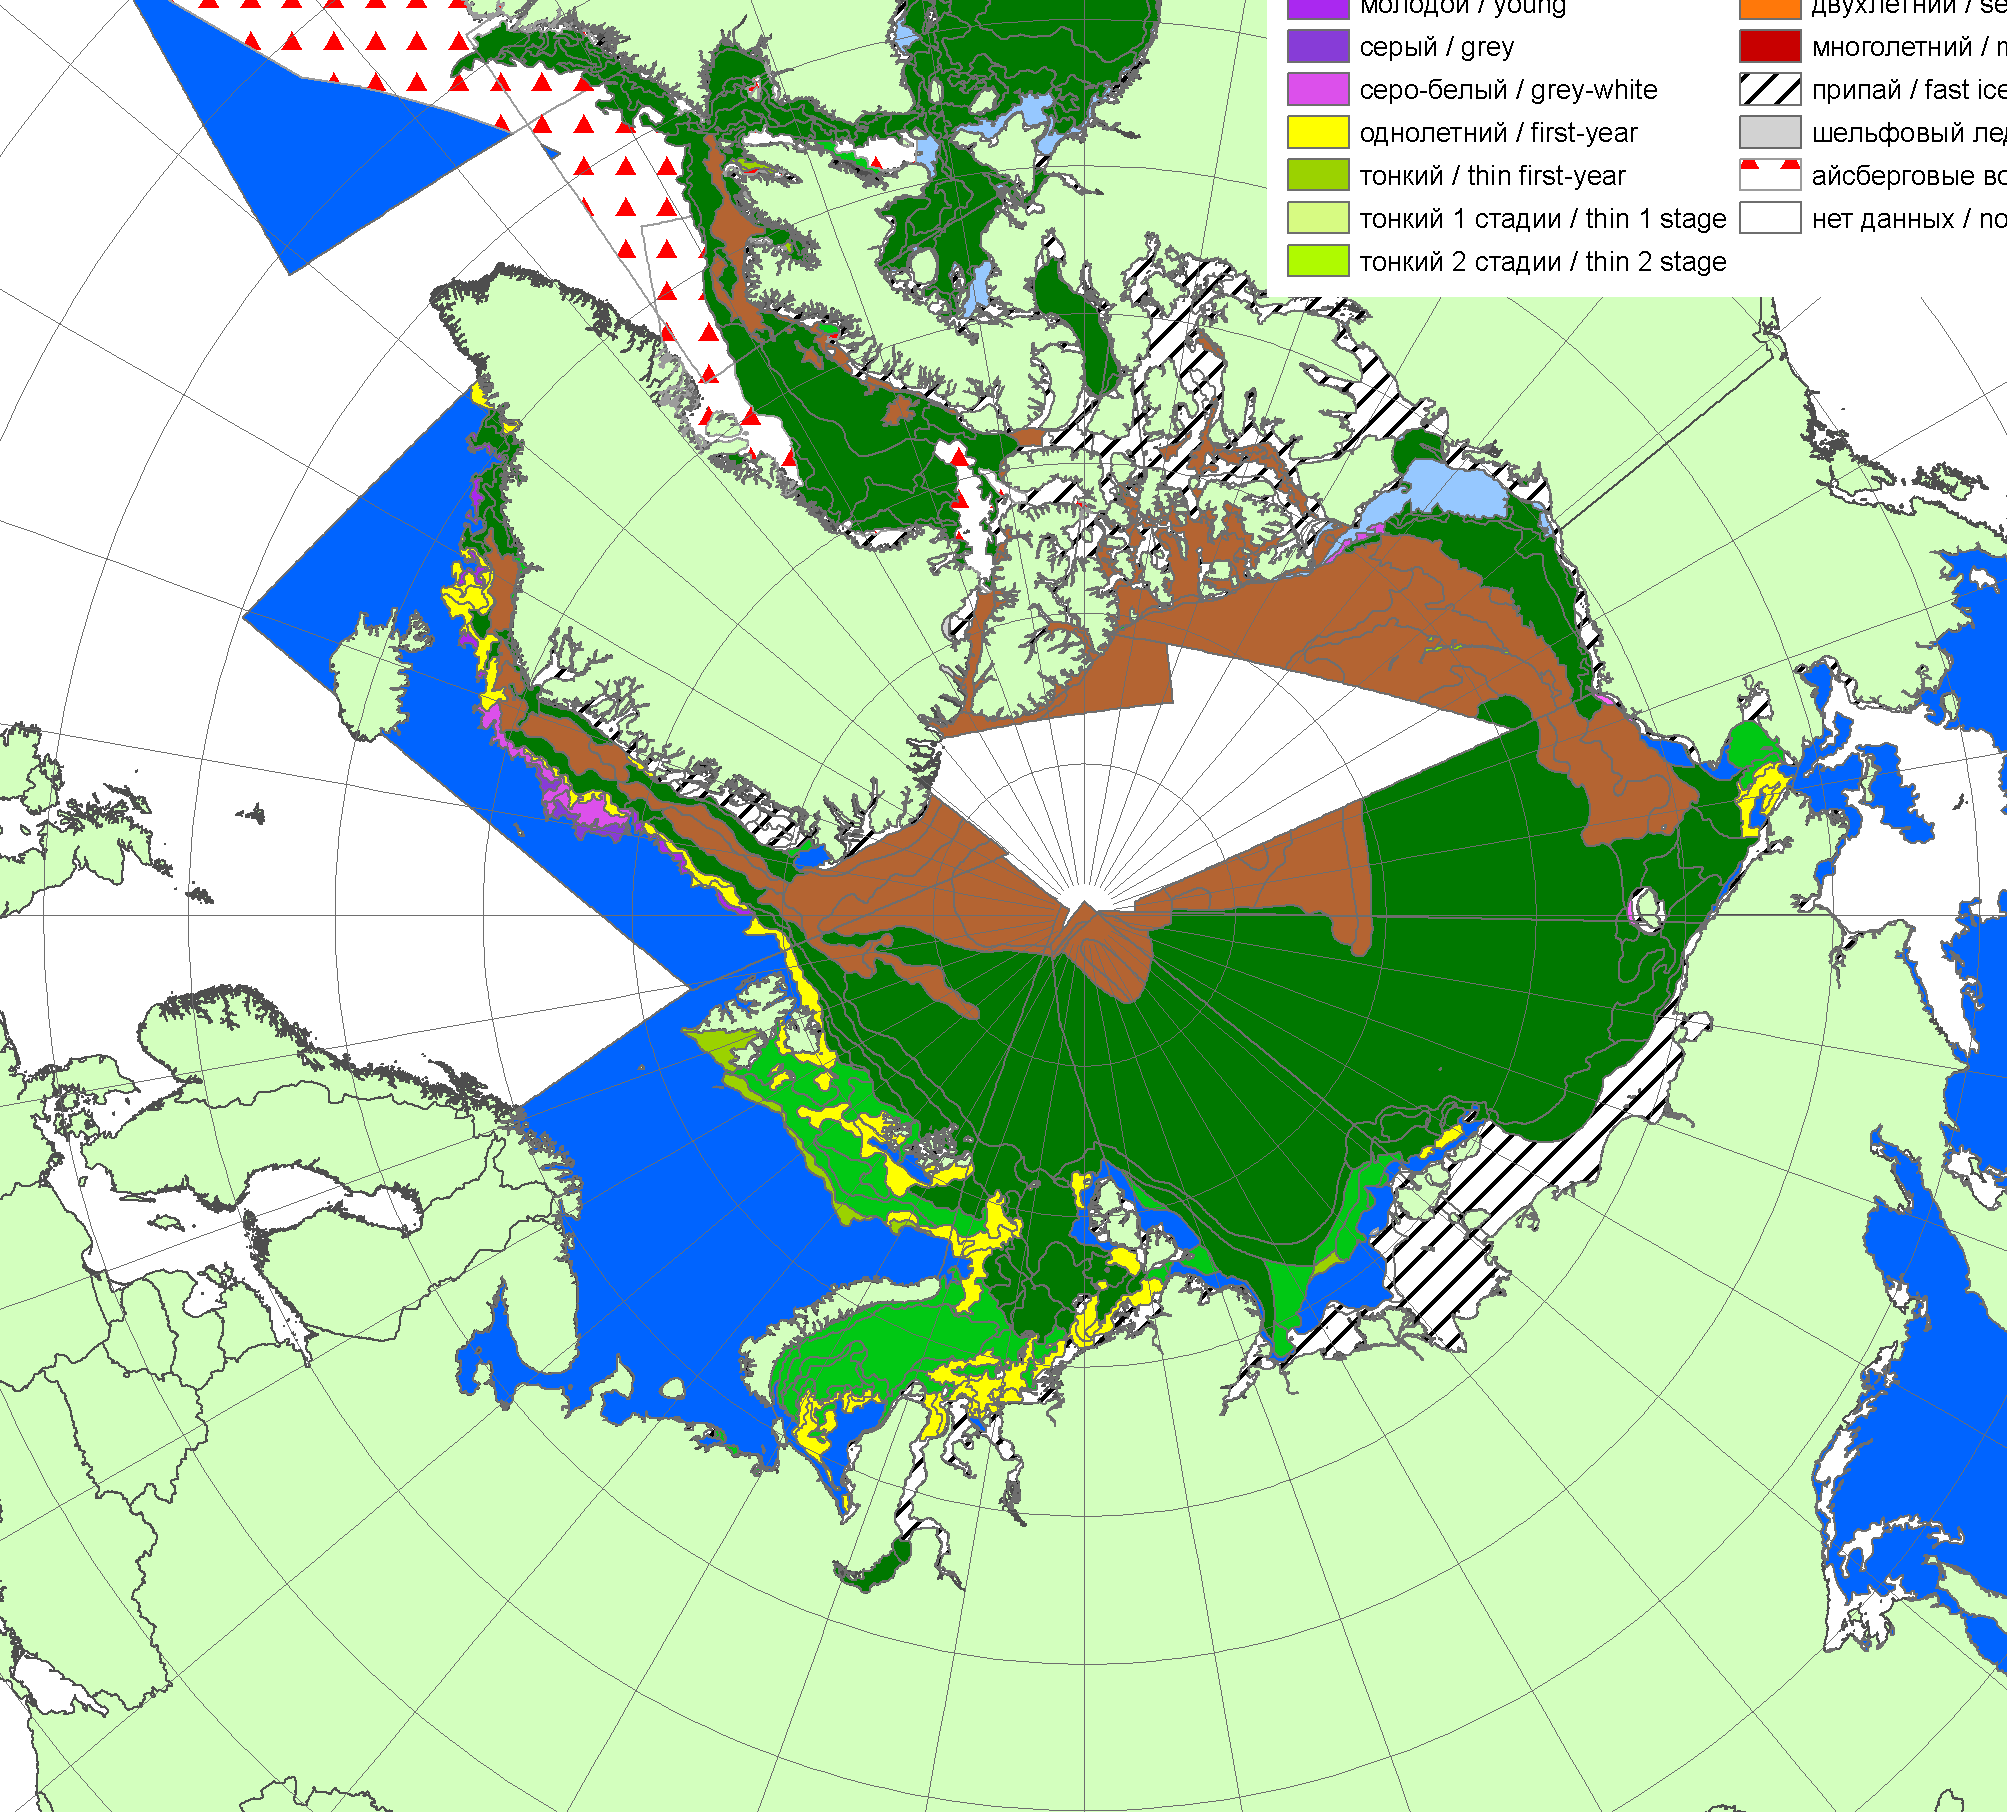 молодой / young
серый / grey
серо-белый / grey-white
однолетний / first-year
тонкий / thin first-year
тонкий 1 стадии / thin 1 stage
тонкий 2 стадии / thin 2 stage
двухлетний / se
многолетний /
припай / fast ice
шельфовый лед
айсберговые во
нет данных / no